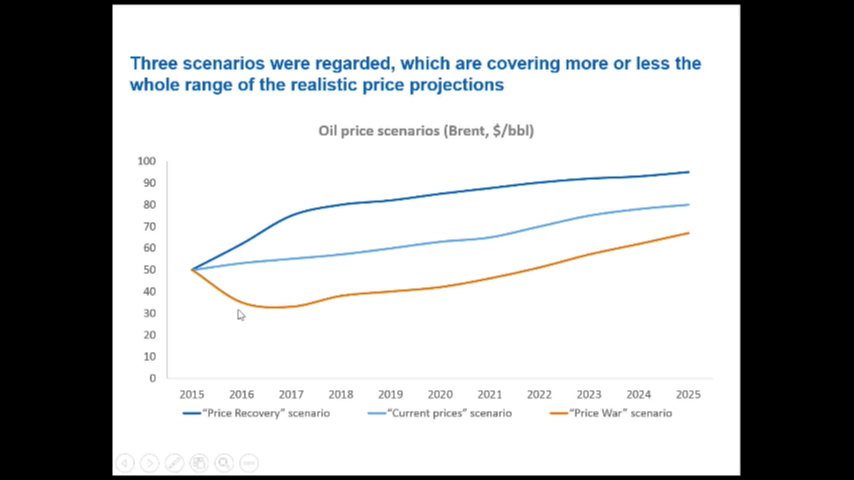 Three scenarios were regarded, which are covering more or less the
whole range of the realistic price projections
Oil price scenarios (Brent, $/bbl)
100
90
80
70
60
50
40
30
20
10
0
2015 2016 2017 2018 2019 2020 2021 2022 2023 2024 2025
"Price Recovery" scenario "Current prices" scenario "Price War" scenario